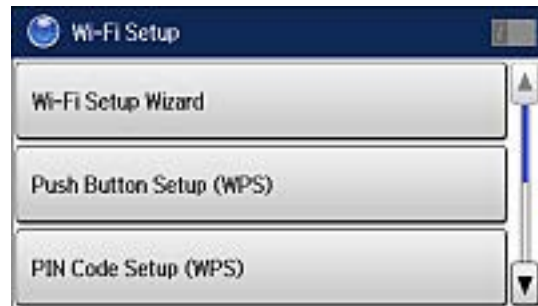 Wi-Fi Setup
Wi-Fi Setup Wizard
Push Button Setup (WPS)
PIN Code Setup (WPS)